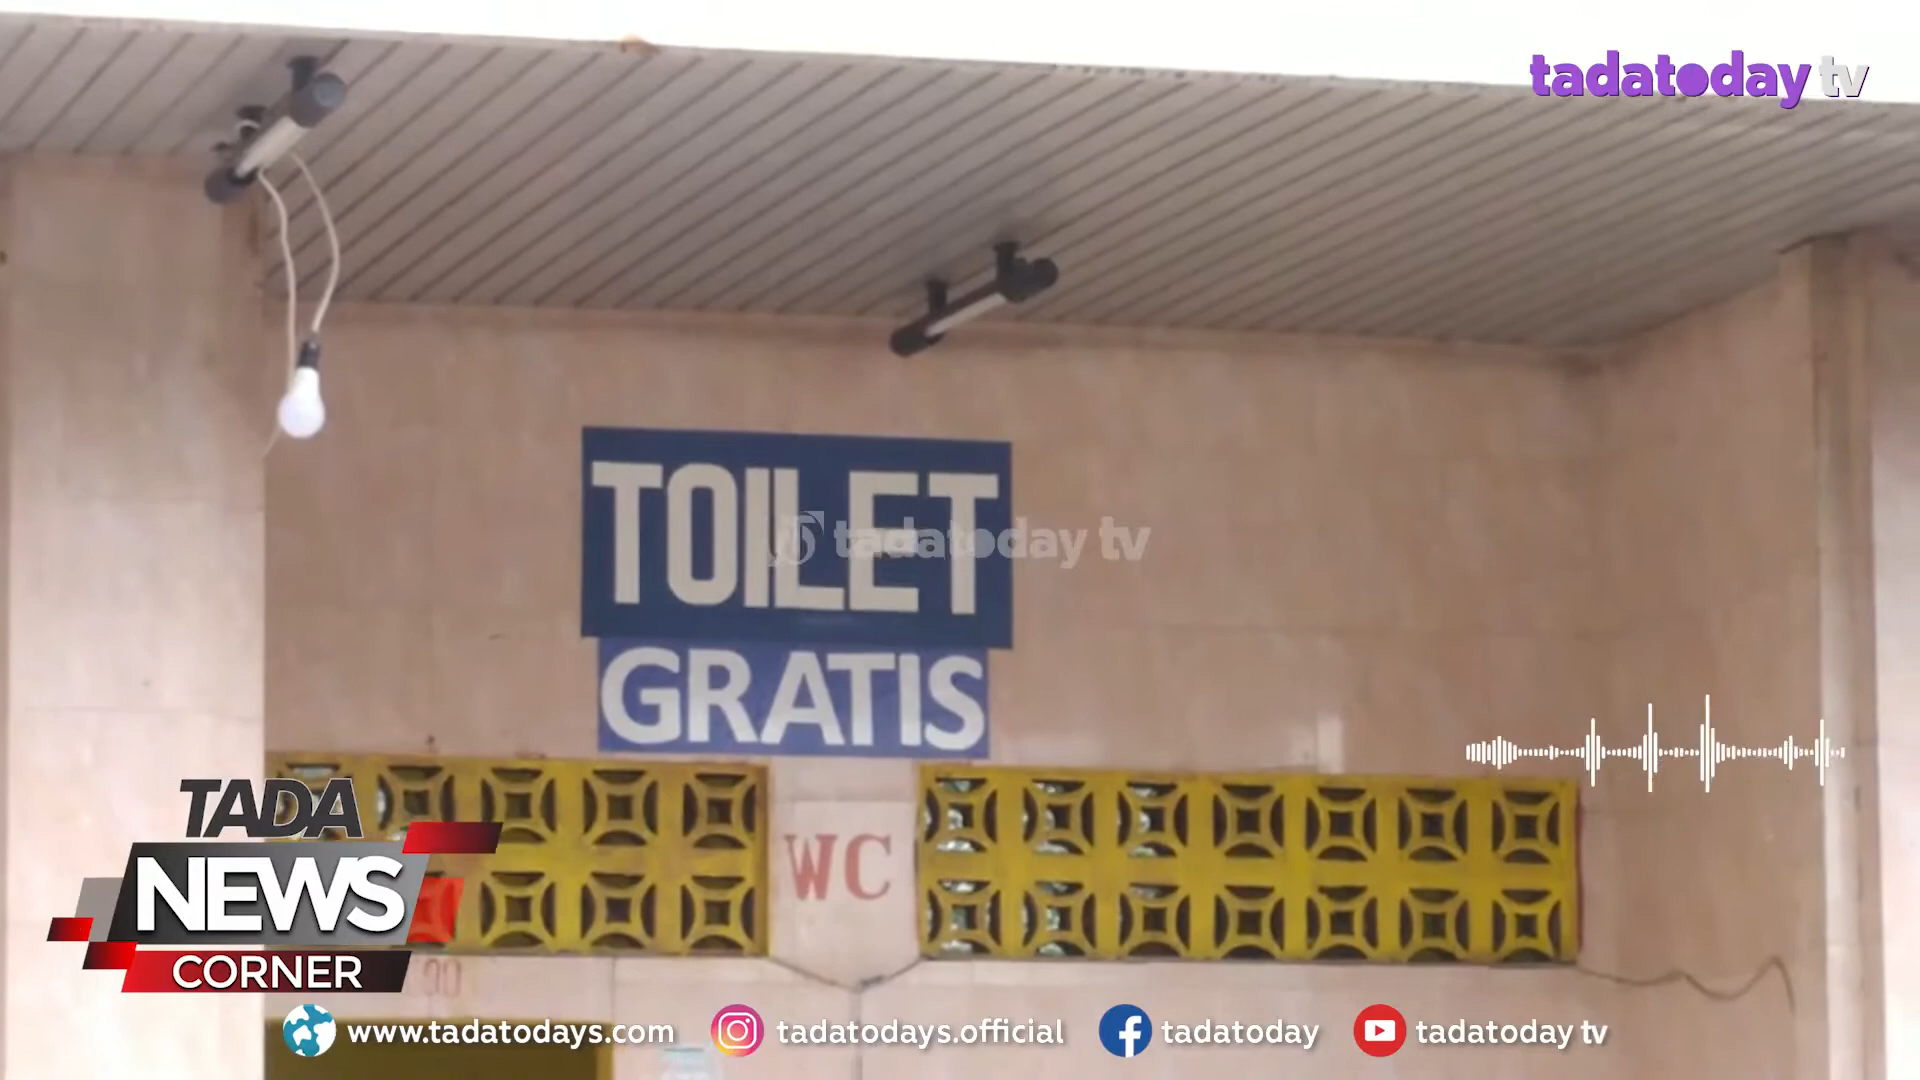 tadatoday tv
TOILET
tadatoday tv
GRATIS
WC
TADA
NEWS
CORNER
www.tadatodays.com
tadatodays.official
tadatoday
tadatoday tv